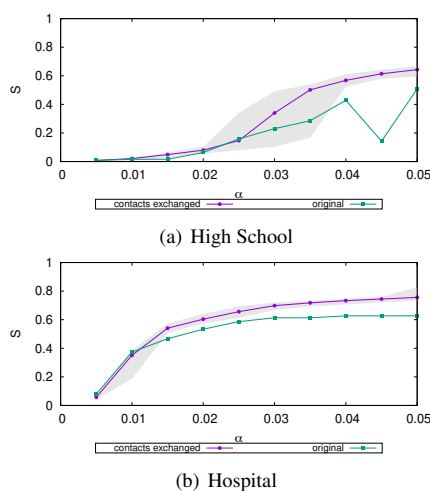 1
0.8
0.6
S
0.4
0.2
0
0 0.01 0.02 0.03 0.04 0.05
α
contacts exchanged original
(a) High School
1
0.8
0.6
S
0.4
0.2
0
0 0.01 0.02 0.03 0.04 0.05
α
contacts exchanged original
(b) Hospital